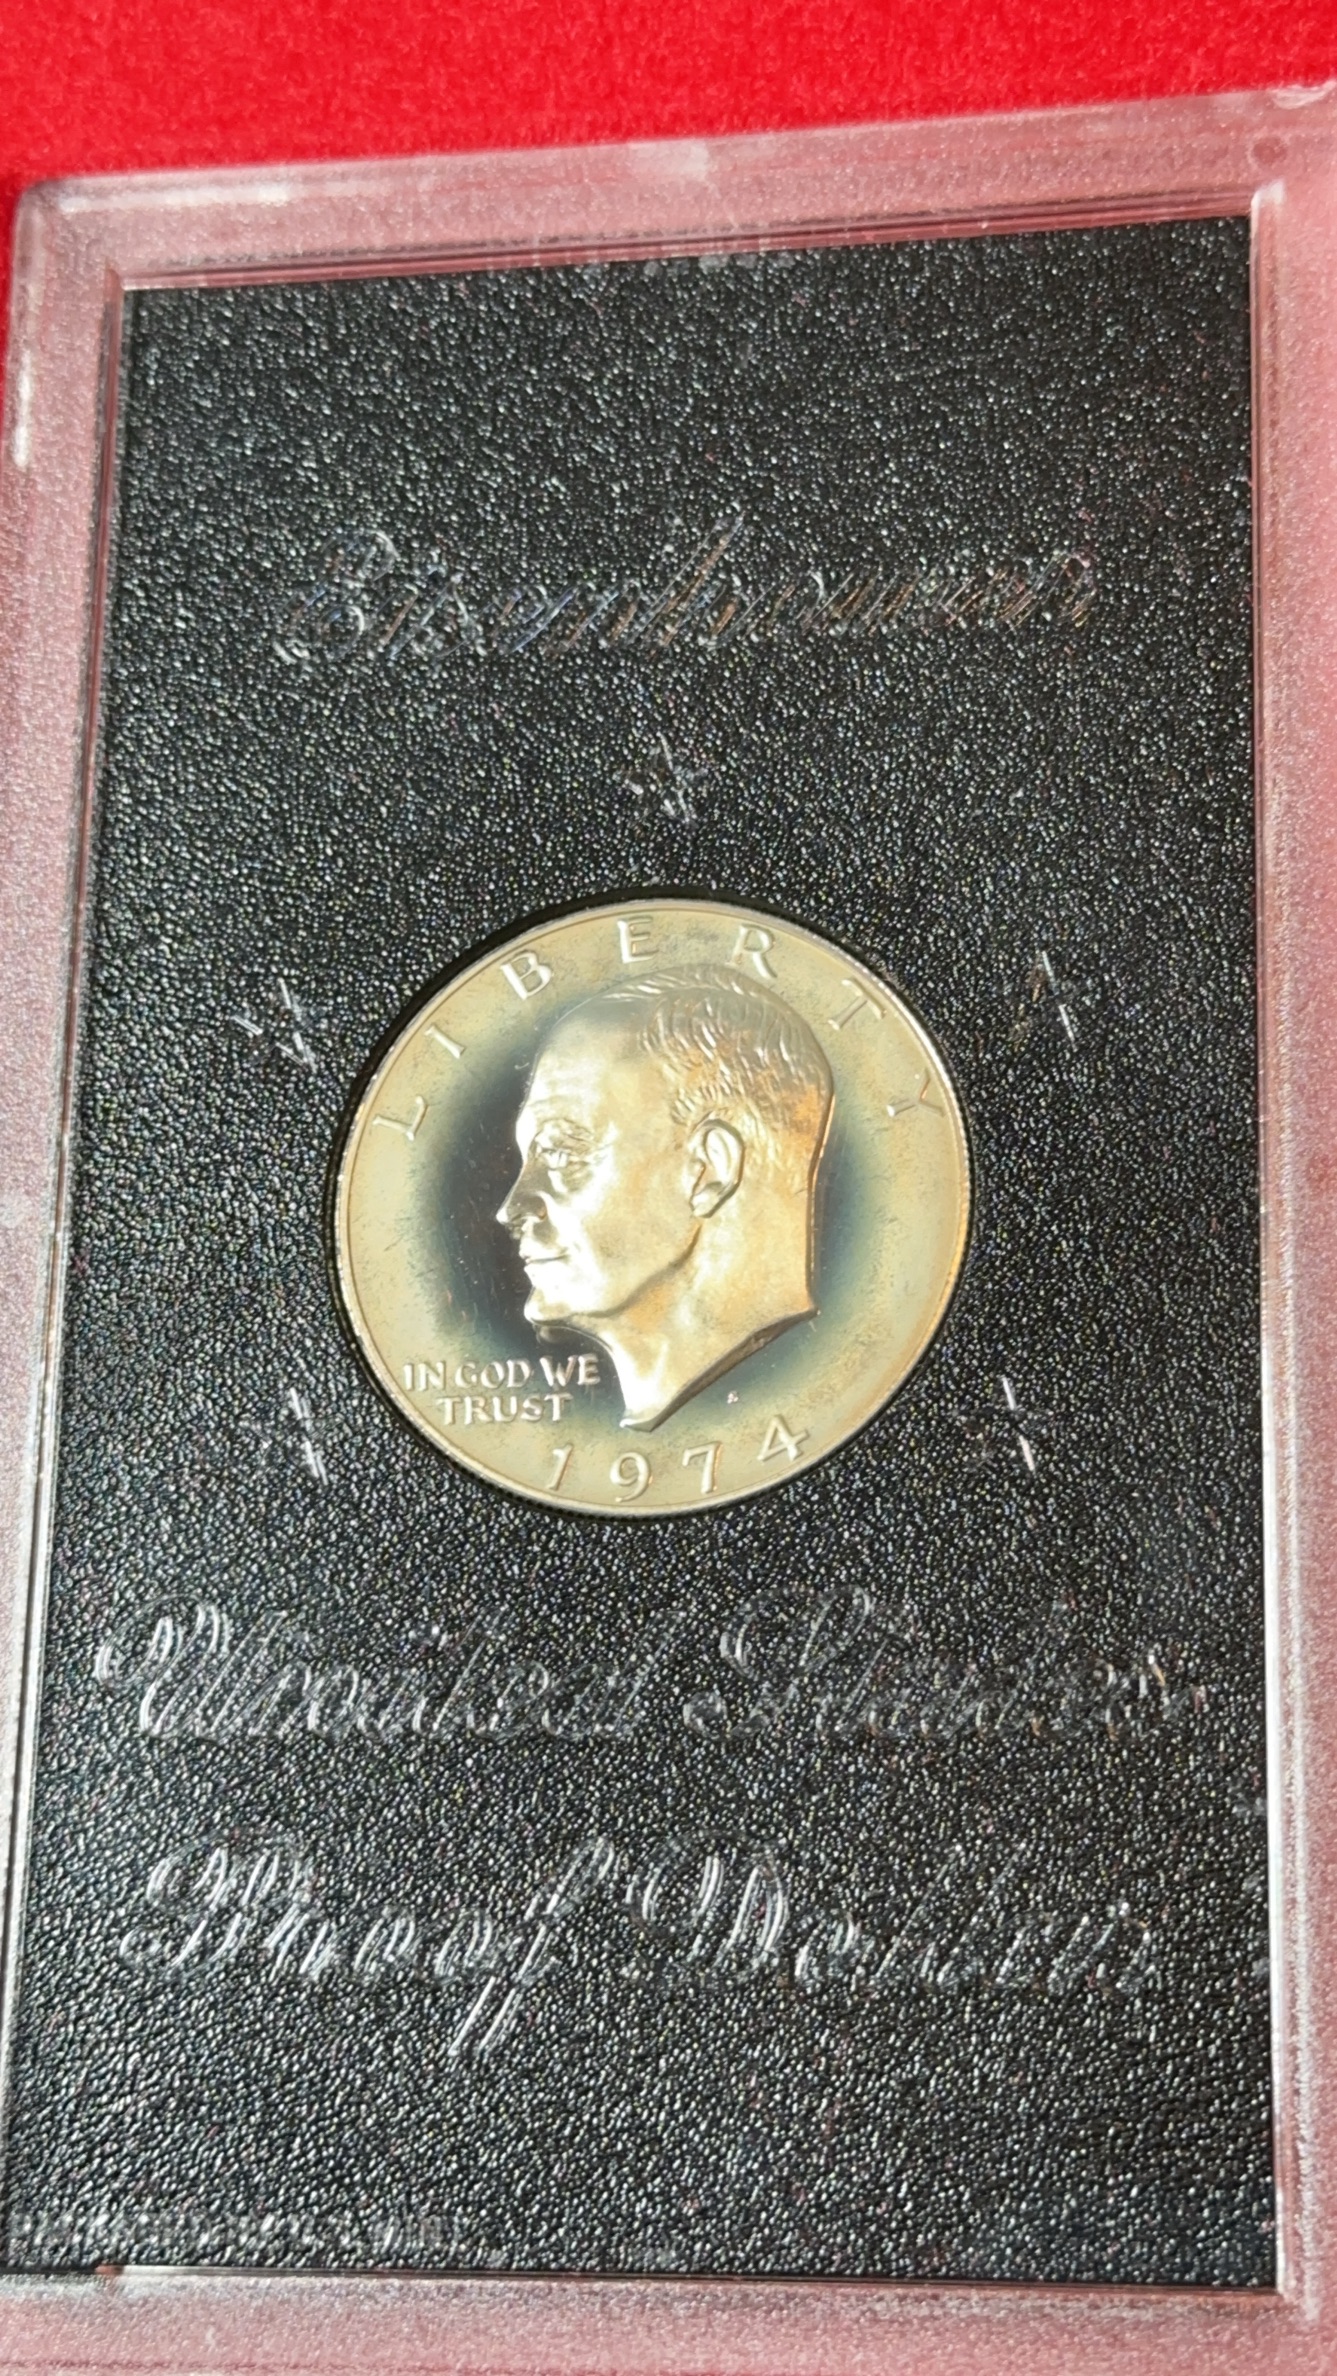 Eisenhower
LIBERTY
IN GOD WE
TRUST
S
1974
United States
Proof Dollar